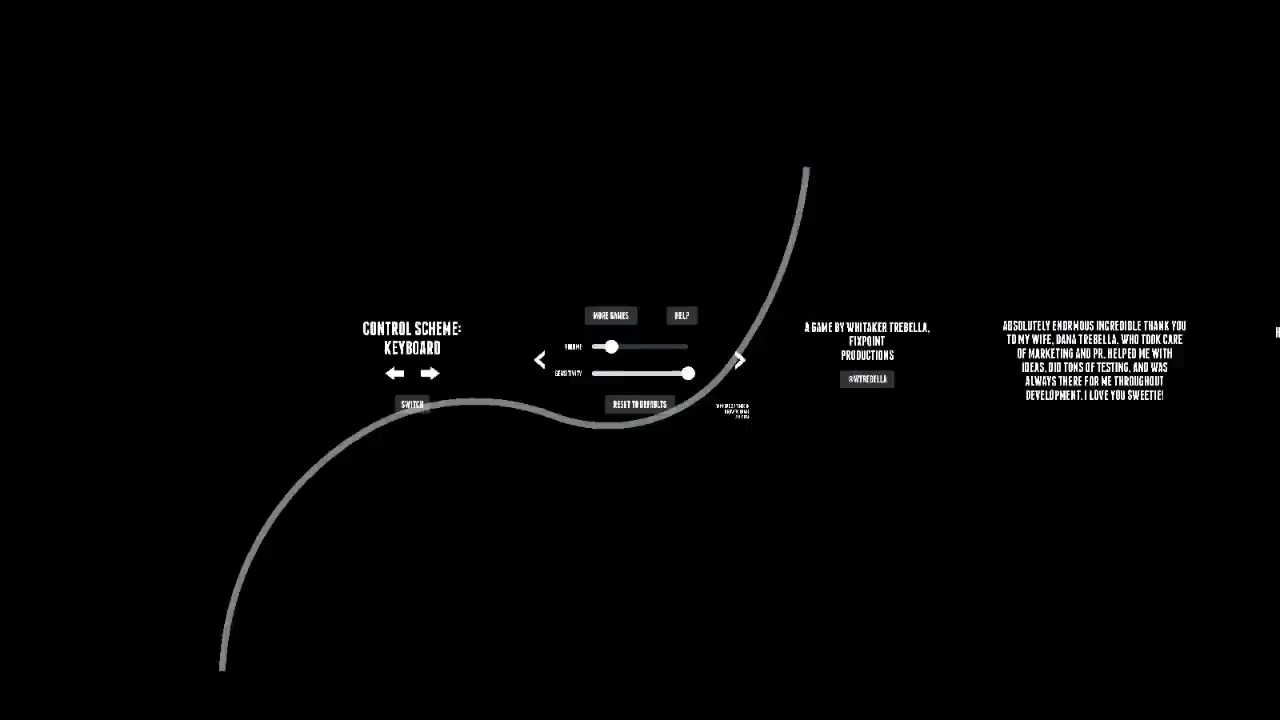 CONTROL SCHEME:
KEYBOARD
SWITCH
MORE GAMES
HELP
VOLUME
SENSITIVITY
RESET TO DEFAULTS
A GAME BY WHITAKER TREBELLA,
FIXPOINT
PRODUCTIONS
@WTREBELLA
ABSOLUTELY ENORMOUS INCREDIBLE THANK YOU
TO MY WIFE, DANA TREBELLA. WHO TOOK CARE
OF MARKETING AND PR, HELPED ME WITH
IDEAS, DID TONS OF TESTING, AND WAS
ALWAYS THERE FOR ME THROUGHOUT
DEVELOPMENT. I LOVE YOU SWEETIE!